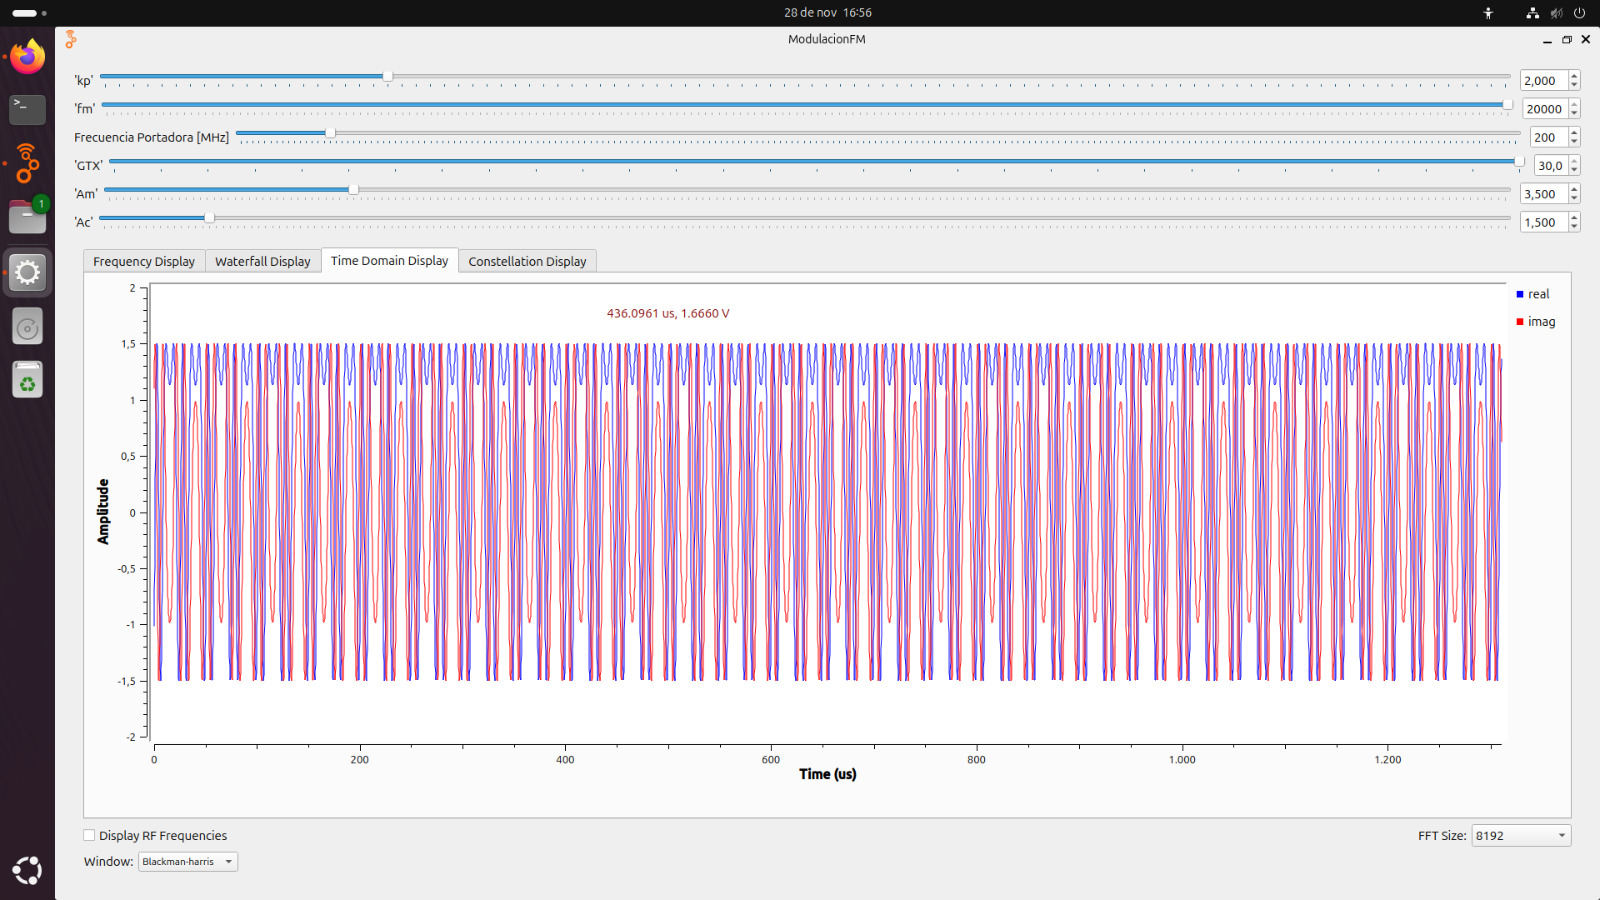 28 de nov 16:56
ModulacionFM
'kp' 2,000
'fm' 20000
Frecuencia Portadora [MHz] 200
'GTX' 30,0
'Am' 3,500
'Ac' 1,500
Frequency Display Waterfall Display Time Domain Display Constellation Display
2
436.0961 us, 1.6660 V
real
imag
1,5
1
0,5
0
-0,5
-1
-1,5
-2
Amplitude
0 200 400 600 800 1.000 1.200
Time (us)
Display RF Frequencies
FFT Size: 8192
Window: Blackman-harris
1
>_